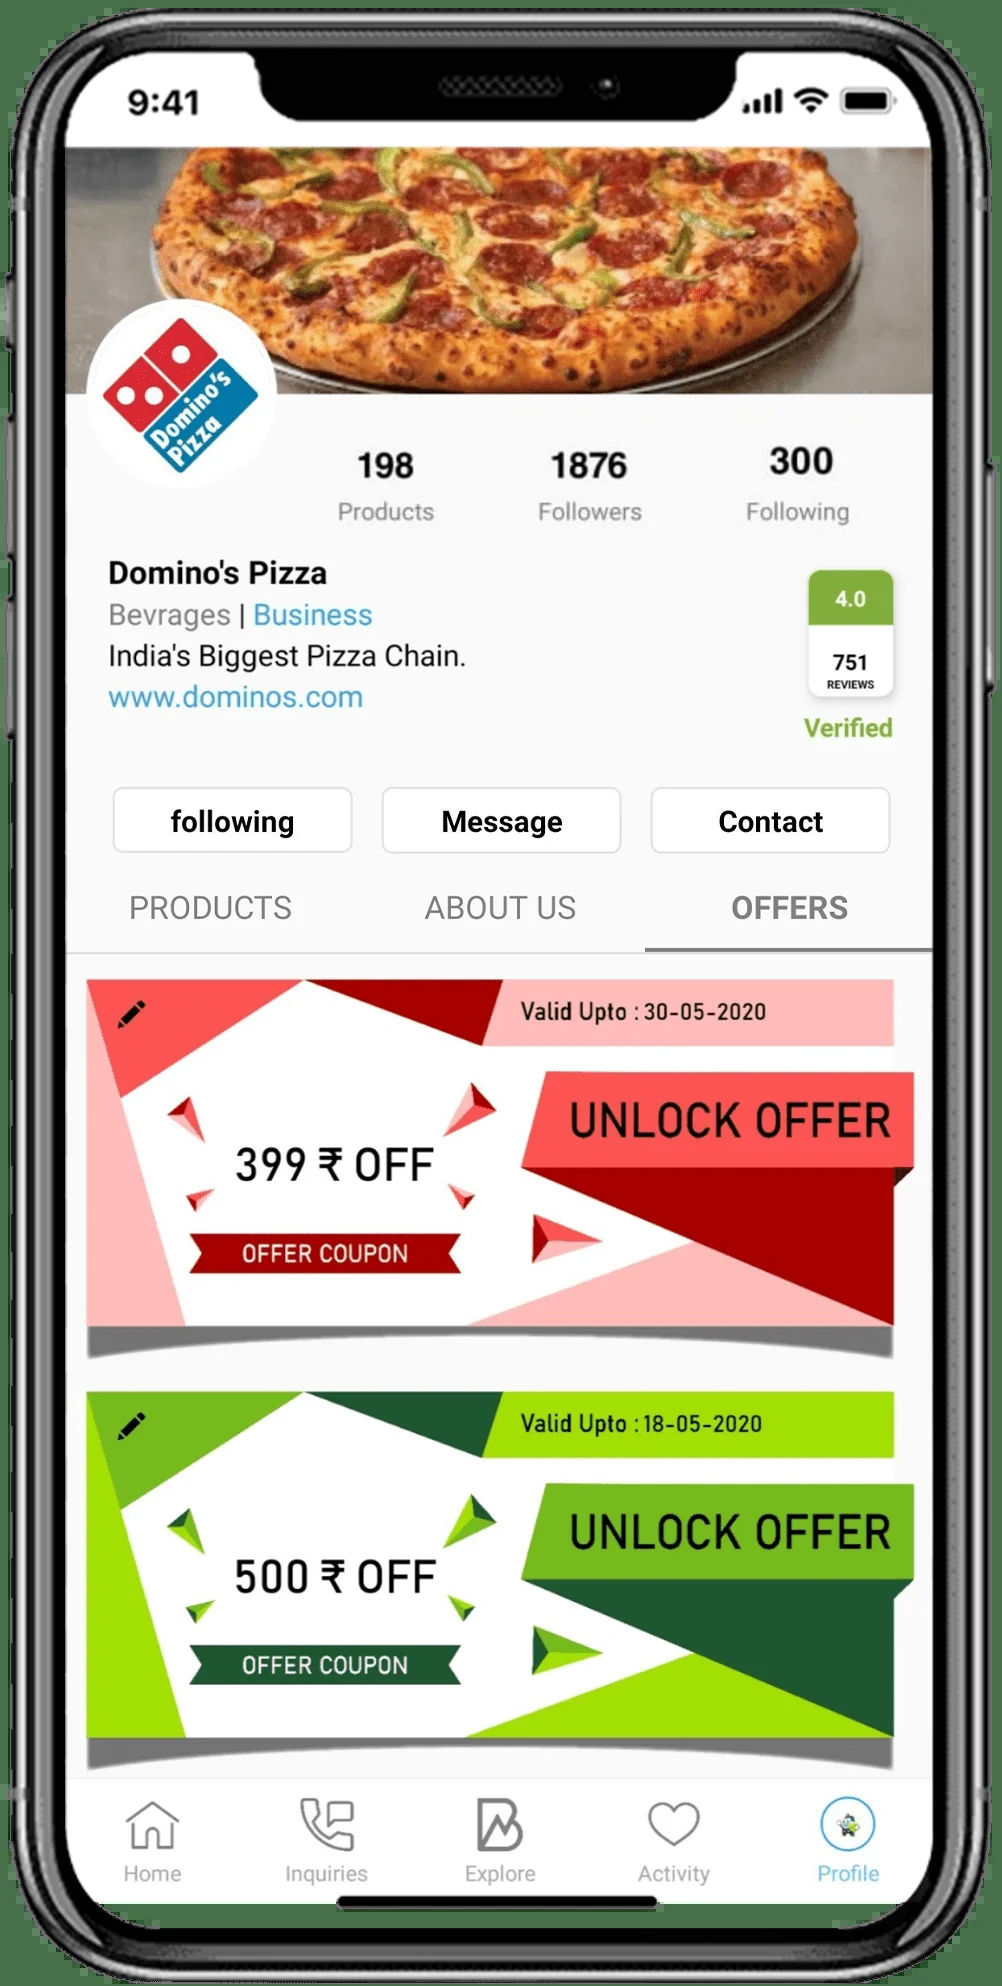 9:41
Domino's
Pizza
198 1876 300
Products Followers Following
Domino's Pizza
Bevrages | Business
India's Biggest Pizza Chain.
www.dominos.com
4.0
751
REVIEWS
Verified
following Message Contact
PRODUCTS ABOUT US OFFERS
Valid Upto : 30-05-2020
UNLOCK OFFER
399 ₹ OFF
OFFER COUPON
Valid Upto : 18-05-2020
UNLOCK OFFER
500 ₹ OFF
OFFER COUPON
Home Inquiries Explore Activity Profile